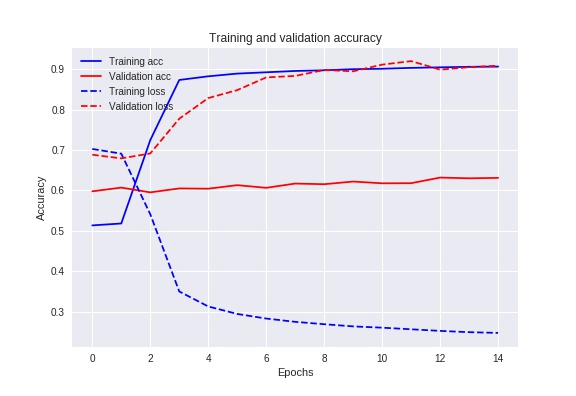 Training and validation accuracy
Training acc
Validation acc
Training loss
Validation loss
0.9
0.8
0.7
0.6
0.5
0.4
0.3
Accuracy
0 2 4 6 8 10 12 14
Epochs